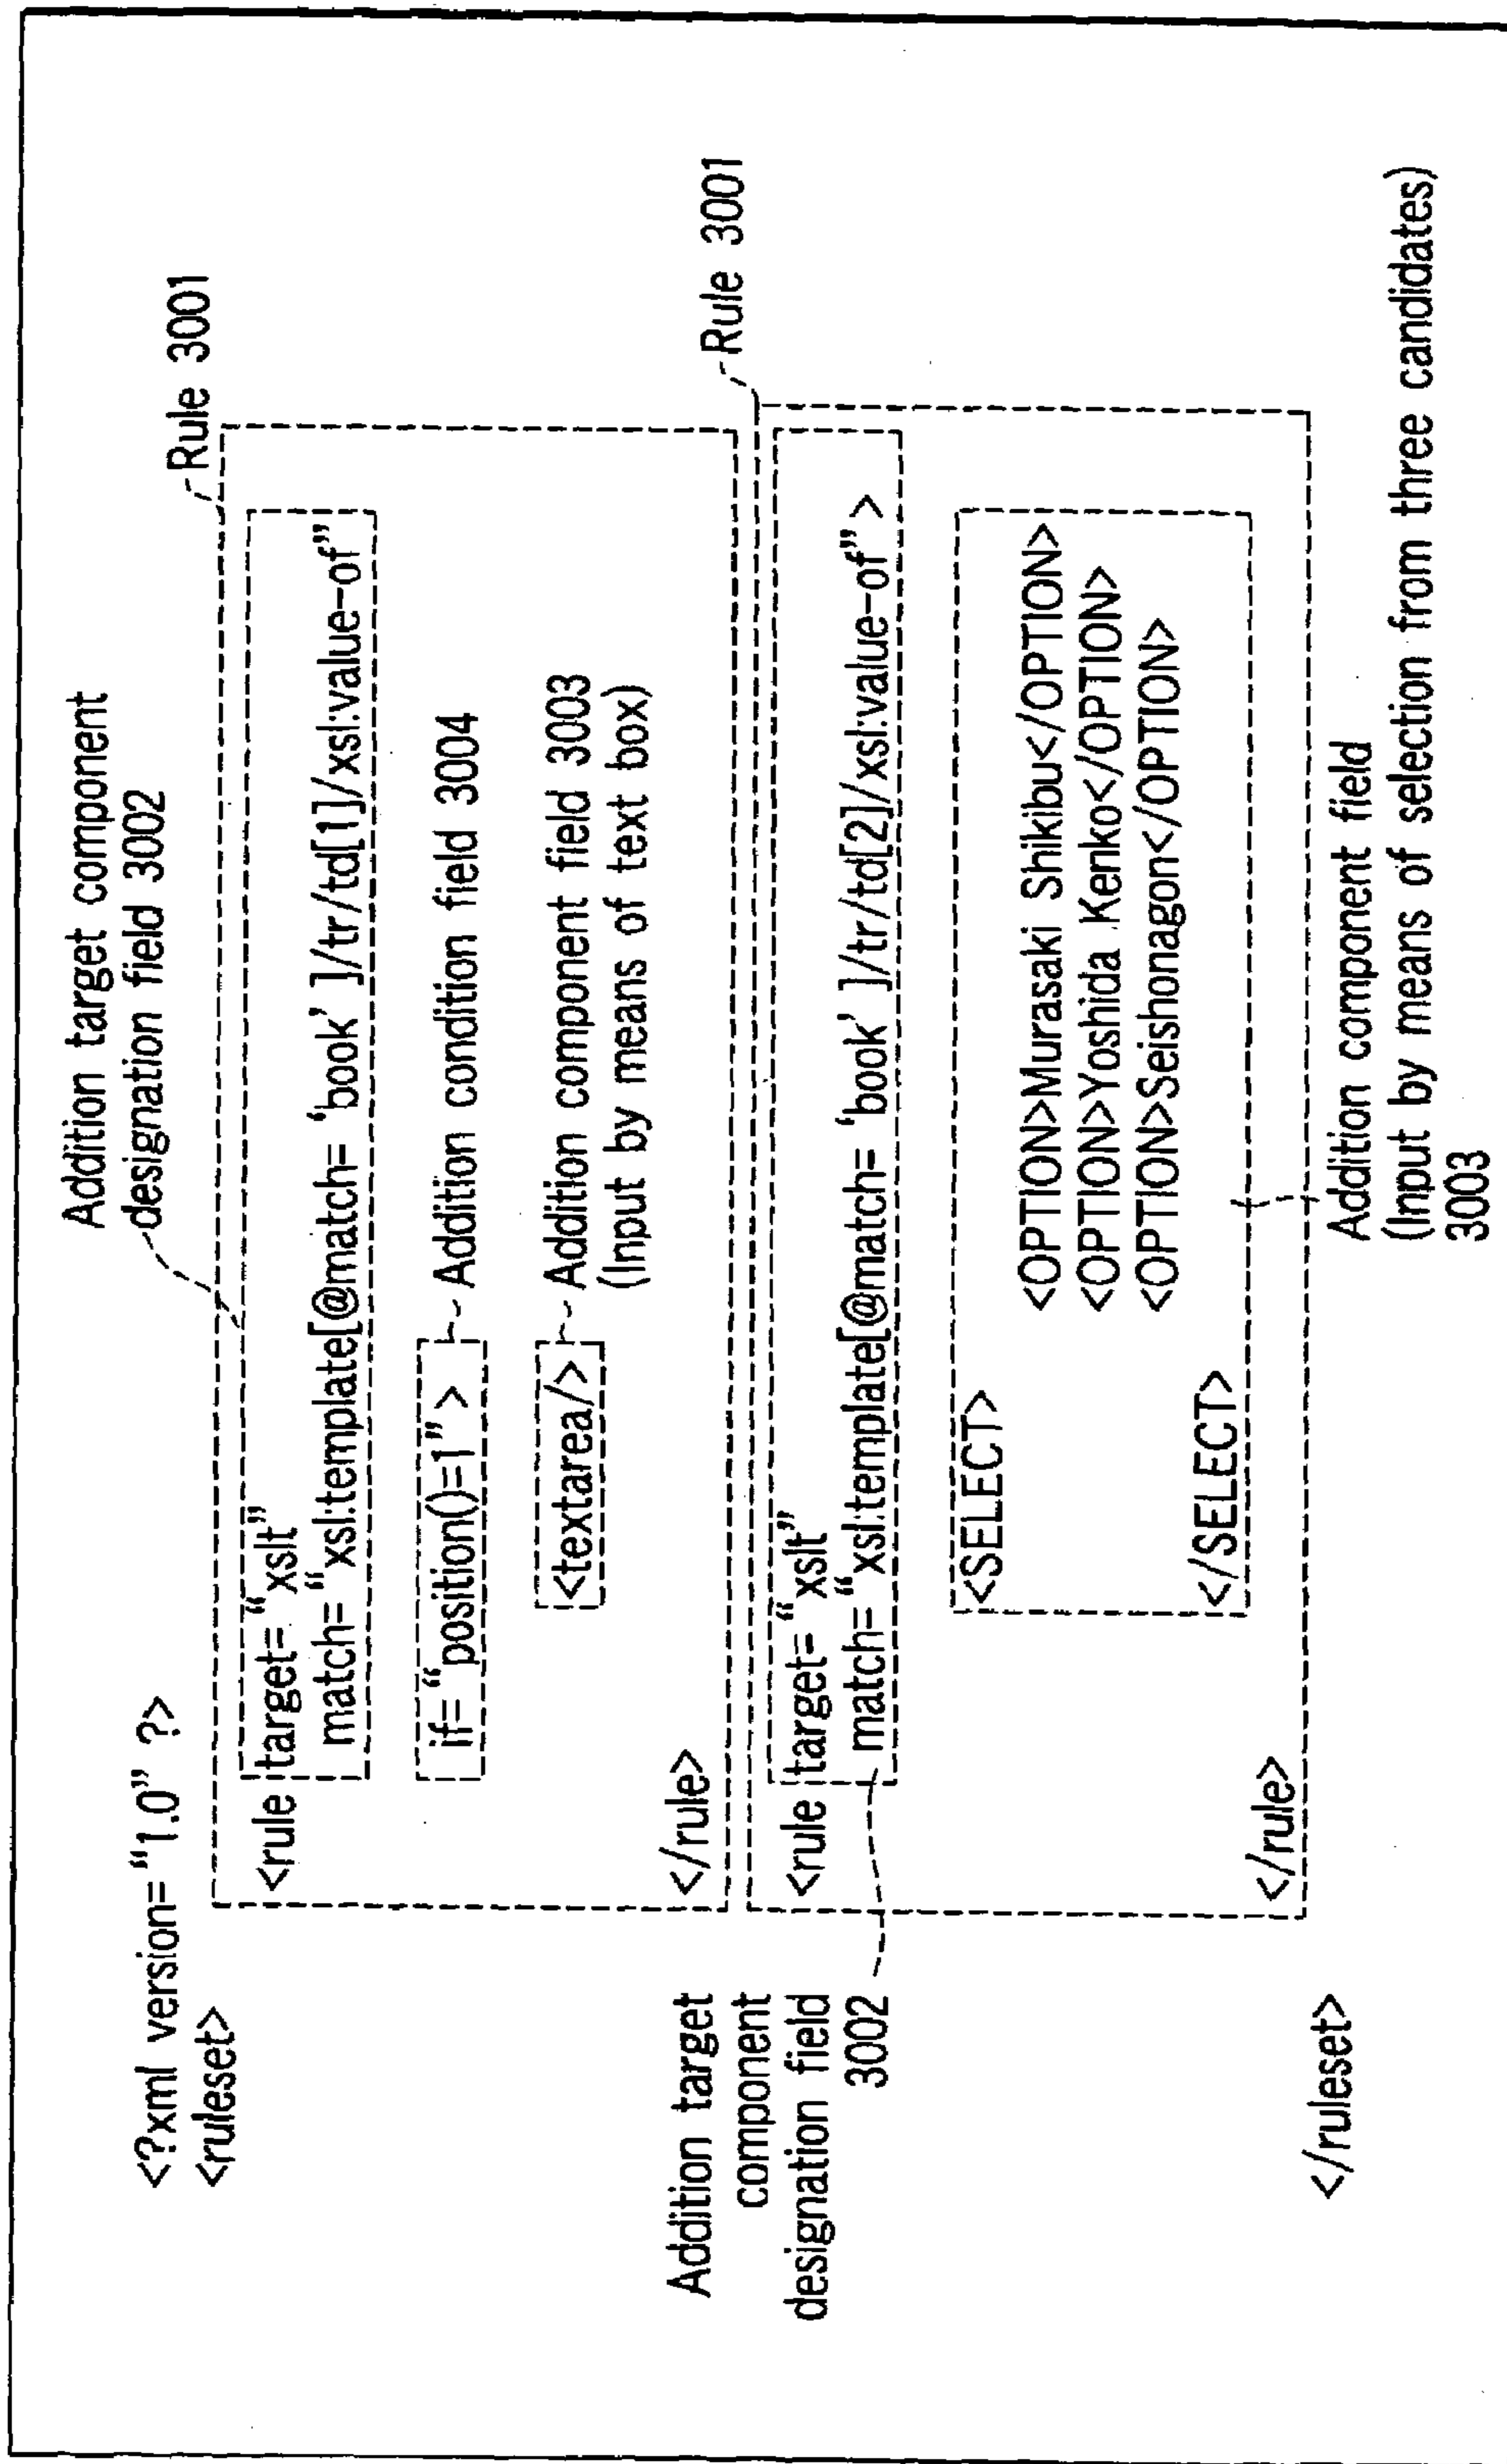 <?xml version=“1.0” ?>
<ruleset>
Addition target component
designation field 3002
Rule 3001
<rule target=“xslt”
match=“xsl:template[@match=‘book’]/tr/td[1]/xsl:value-of”
if=“position()=1”>
Addition condition field 3004
<textarea/>
Addition component field 3003
(Input by means of text box)
</rule>
Rule 3001
Addition target
component
designation field
3002
<rule target=“xslt”
match=“xsl:template[@match=‘book’]/tr/td[2]/xsl:value-of”>
<SELECT>
<OPTION>Murasaki Shikibu</OPTION>
<OPTION>Yoshida Kenko</OPTION>
<OPTION>Seishonagon</OPTION>
</SELECT>
</rule>
Addition component field
(Input by means of selection from three candidates)
3003
</ruleset>